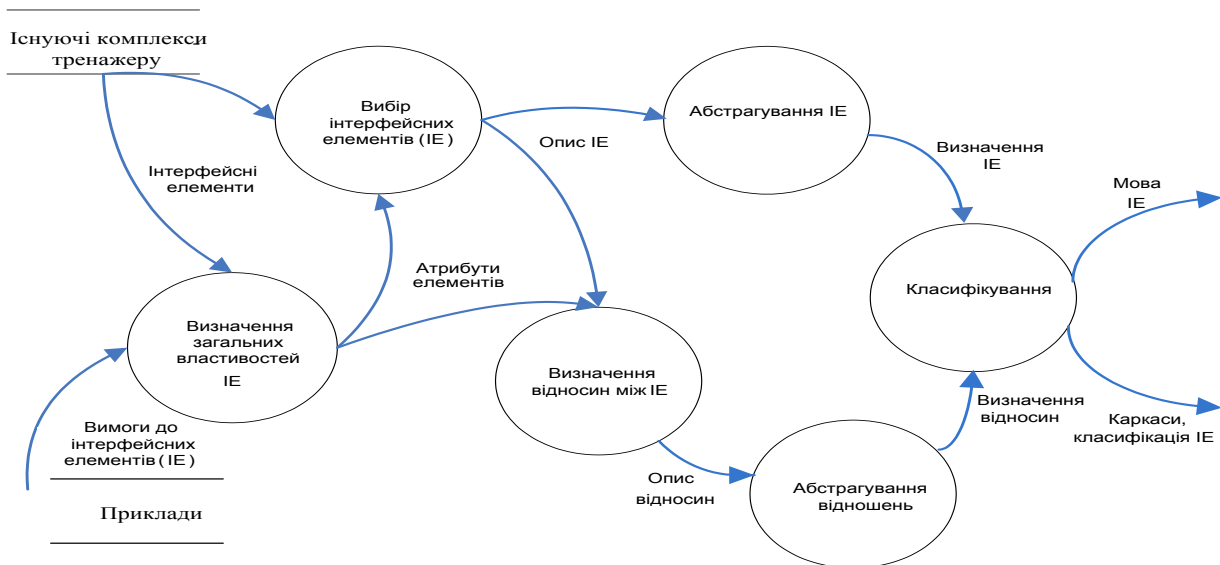 Існуючі комплекси
тренажеру
Вибір
інтерфейсних
елементів (ІЕ)
Абстрагування ІЕ
Опис ІЕ
Визначення
ІЕ
Інтерфейсні
елементи
Мова
ІЕ
Атрибути
елементів
Класифікування
Визначення
загальних
властивостей
ІЕ
Визначення
відносин між ІЕ
Визначення
відносин
Каркаси,
класифікація ІЕ
Вимоги до
інтерфейсних
елементів (ІЕ)
Опис
відносин
Абстрагування
відношень
Приклади